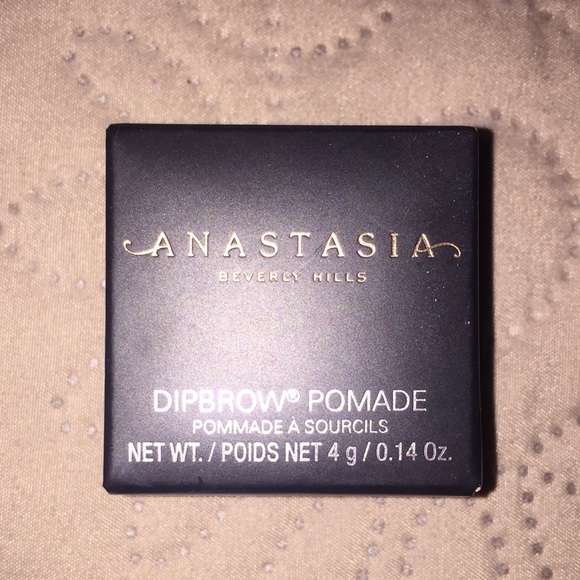 ANASTASIA
BEVERLY HILLS
DIPBROW® POMADE
POMMADE À SOURCILS
NET WT. / POIDS NET 4 g / 0.14 Oz.